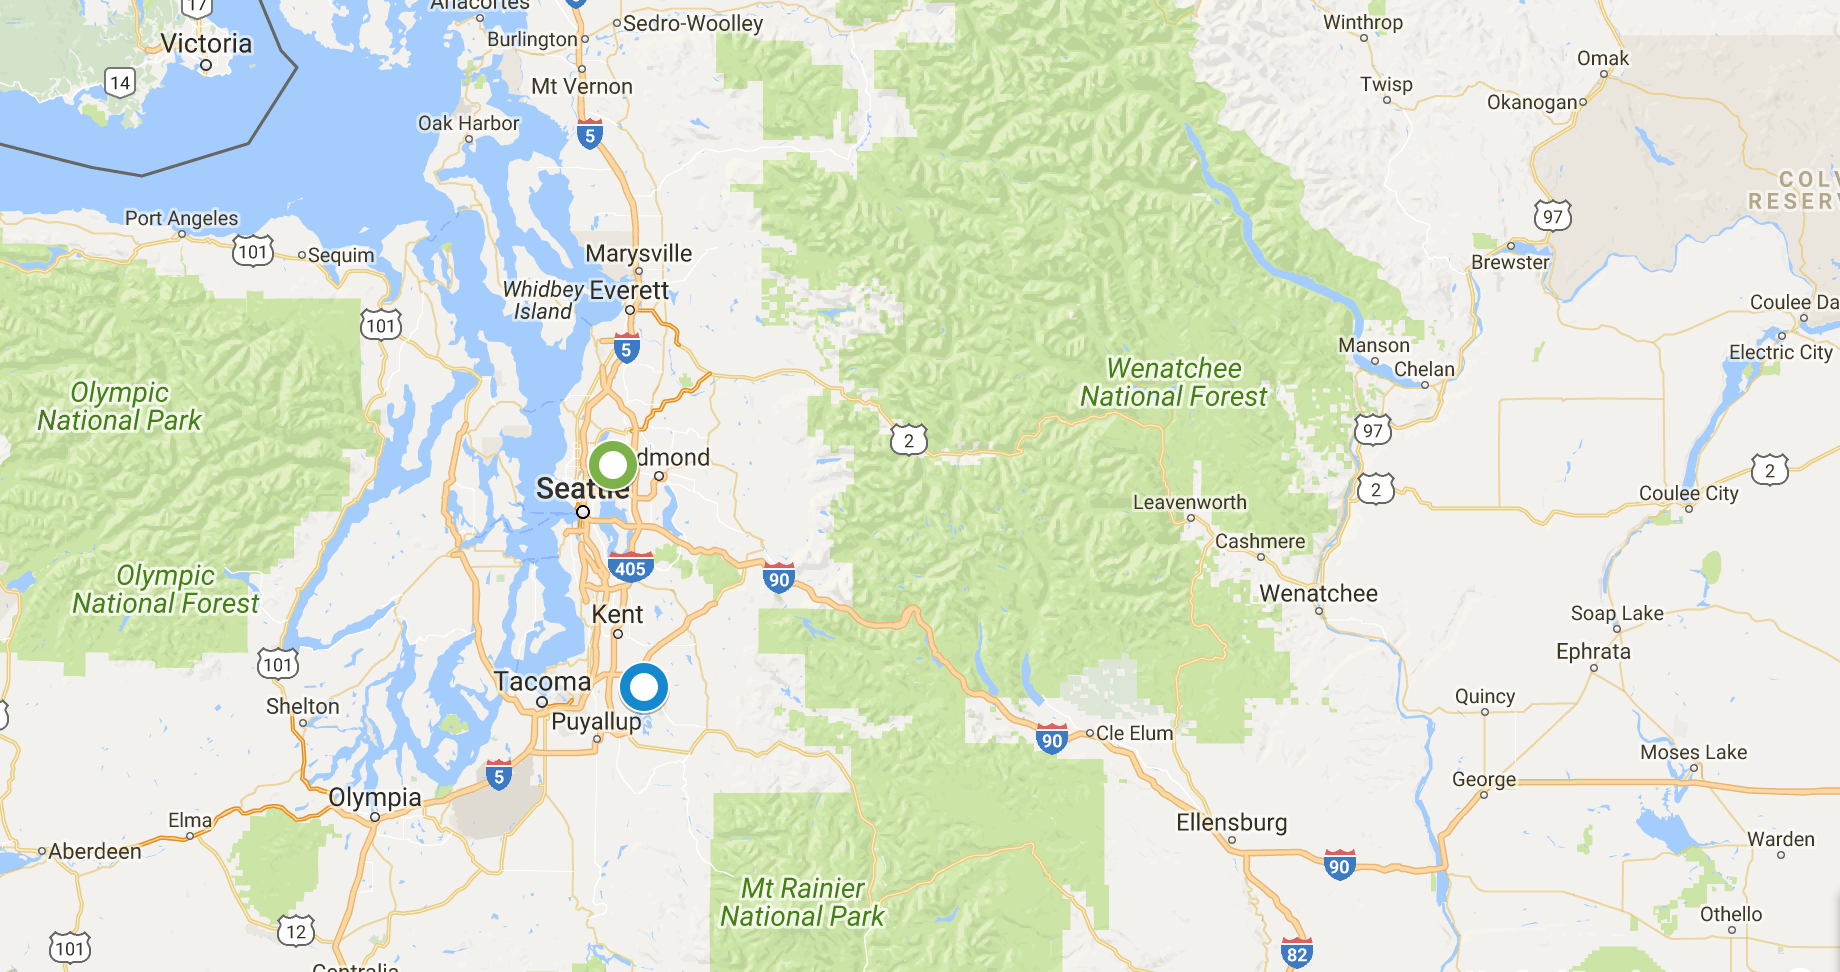 17
Anacortes
Sedro-Woolley
Winthrop
Victoria
Burlington
Omak
14
Mt Vernon
Twisp
Okanogan
Oak Harbor
5
COLV
RESERV
Port Angeles
97
101
Sequim
Marysville
Brewster
Whidbey
Island
Everett
Coulee Da
101
5
Manson
Electric City
Chelan
Olympic
National Park
Wenatchee
National Forest
2
97
dmond
2
2
Seattle
Leavenworth
Coulee City
Cashmere
405
90
Olympic
National Forest
Wenatchee
Kent
Soap Lake
101
Ephrata
Tacoma
Quincy
Shelton
Puyallup
90
Cle Elum
Moses Lake
5
George
Olympia
Elma
Ellensburg
Aberdeen
Warden
90
Mt Rainier
National Park
Othello
12
101
82
Centralia